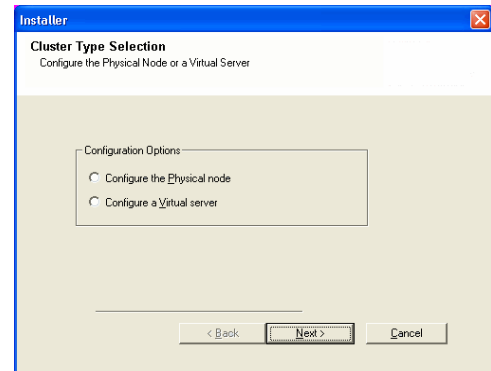 Installer
Cluster Type Selection
Configure the Physical Node or a Virtual Server
Configuration Options
Configure the Physical node
Configure a Virtual server
< Back
Next >
Cancel